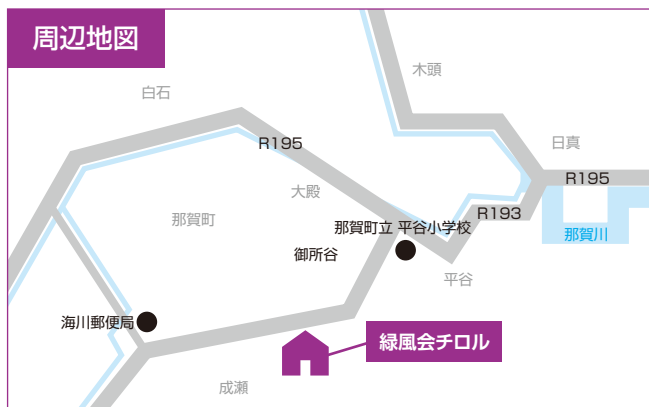 周辺地図
木頭
白石
R195
日真
R195
大殿
那賀町
R193
那賀町立 平谷小学校
那賀川
御所谷
平谷
海川郵便局
緑風会チロル
成瀬